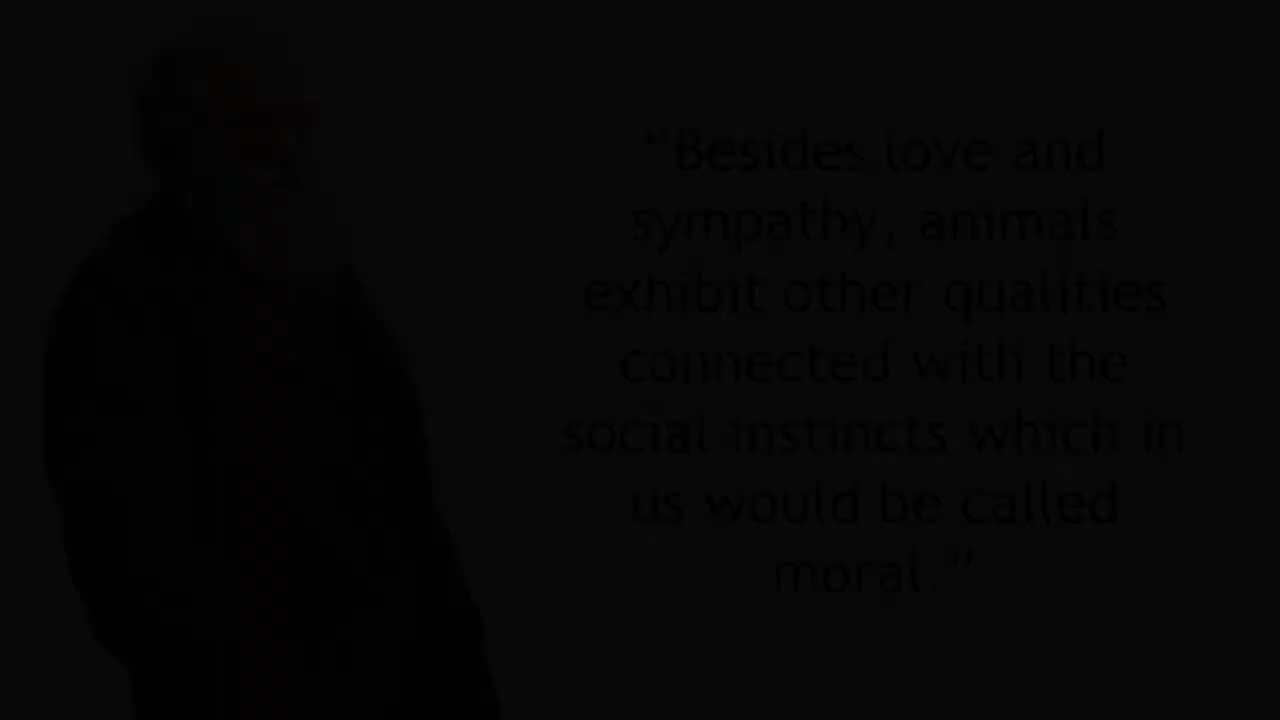 “Besides love and
sympathy, animals
exhibit other qualities
connected with the
social instincts which in
us would be called
moral.”